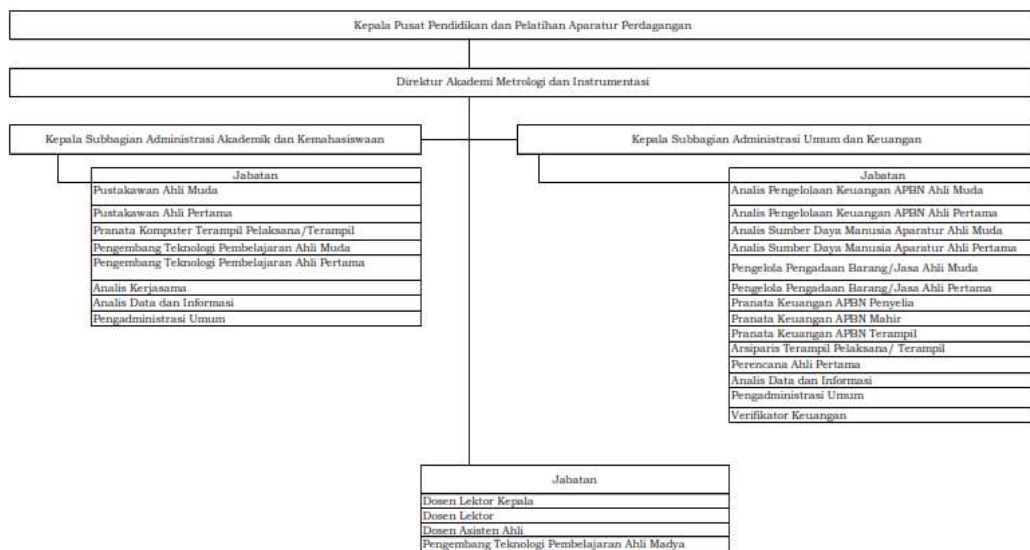 Kepala Pusat Pendidikan dan Pelatihan Aparatur Perdagangan
Direktur Akademi Metrologi dan Instrumentasi
Kepala Subbagian Administrasi Akademik dan Kemahasiswaan
Kepala Subbagian Administrasi Umum dan Keuangan
Jabatan
Pustakawan Ahli Muda
Pustakawan Ahli Pertama
Pranata Komputer Terampil Pelaksana/Terampil
Pengembang Teknologi Pembelajaran Ahli Muda
Pengembang Teknologi Pembelajaran Ahli Pertama
Analis Kerjasama
Analis Data dan Informasi
Pengadministrasi Umum
Jabatan
Analis Pengelolaan Keuangan APBN Ahli Muda
Analis Pengelolaan Keuangan APBN Ahli Pertama
Analis Sumber Daya Manusia Aparatur Ahli Muda
Analis Sumber Daya Manusia Aparatur Ahli Pertama
Pengelola Pengadaan Barang/Jasa Ahli Muda
Pengelola Pengadaan Barang/Jasa Ahli Pertama
Pranata Keuangan APBN Penyelia
Pranata Keuangan APBN Mahir
Pranata Keuangan APBN Terampil
Arsiparis Terampil Pelaksana/ Terampil
Perencana Ahli Pertama
Analis Data dan Informasi
Pengadministrasi Umum
Verifikator Keuangan
Jabatan
Dosen Lektor Kepala
Dosen Lektor
Dosen Asisten Ahli
Pengembang Teknologi Pembelajaran Ahli Madya